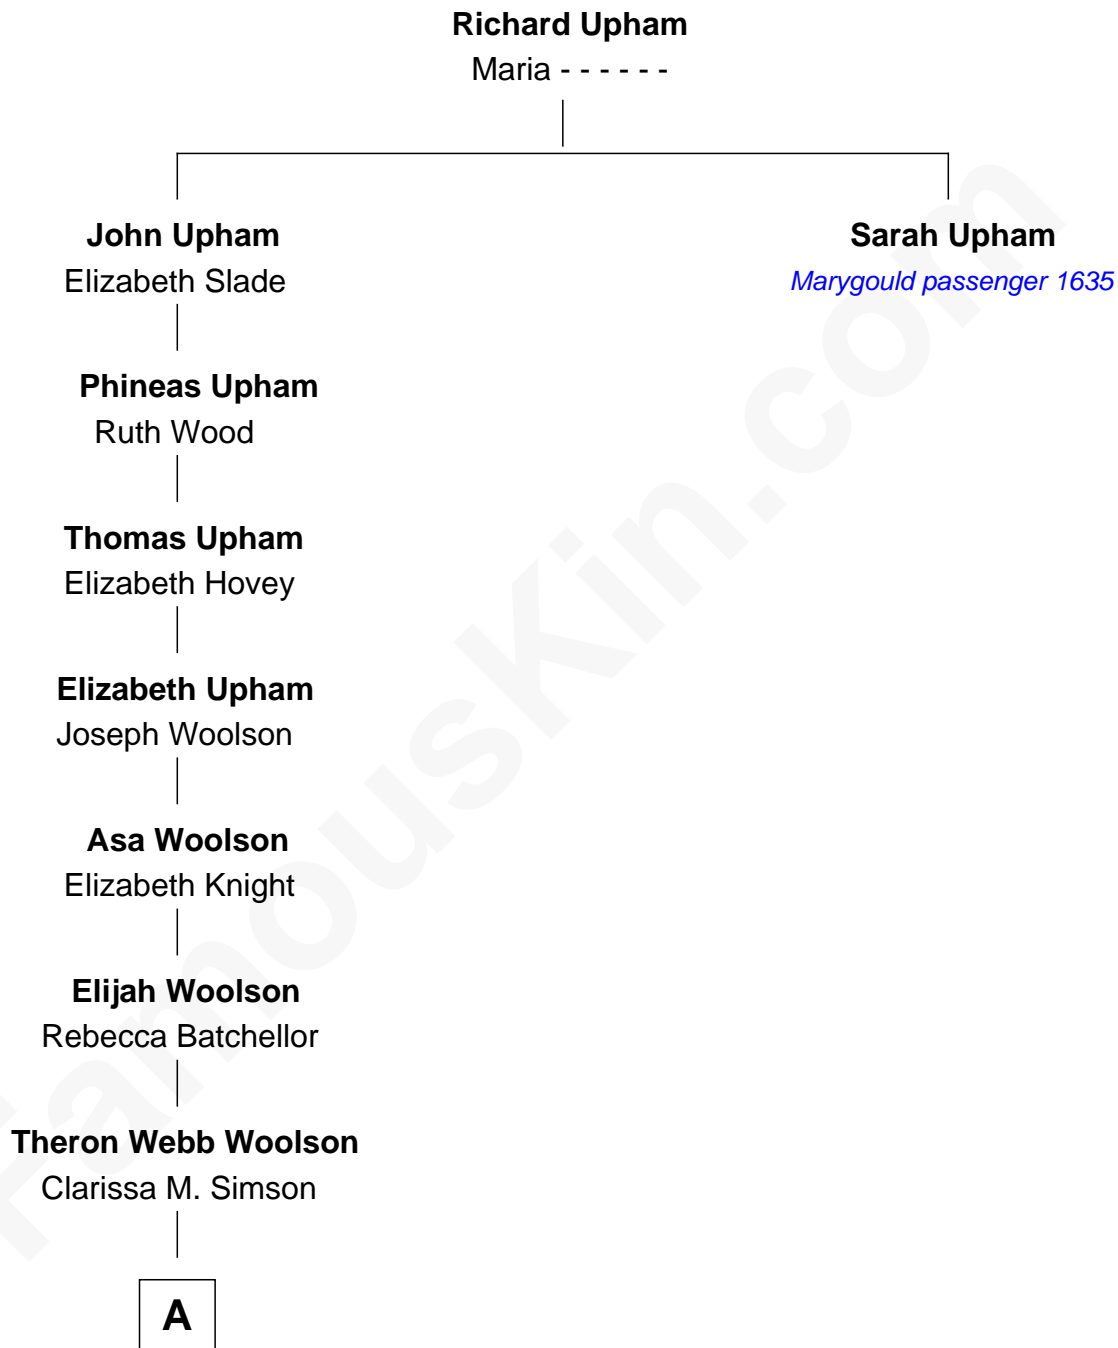 Richard Upham
Maria - - - - - -
John Upham
Elizabeth Slade
Sarah Upham
Marygould passenger 1635
Phineas Upham
Ruth Wood
Thomas Upham
Elizabeth Hovey
Elizabeth Upham
Joseph Woolson
Asa Woolson
Elizabeth Knight
Elijah Woolson
Rebecca Batchellor
Theron Webb Woolson
Clarissa M. Simson
A
FamousKin.com